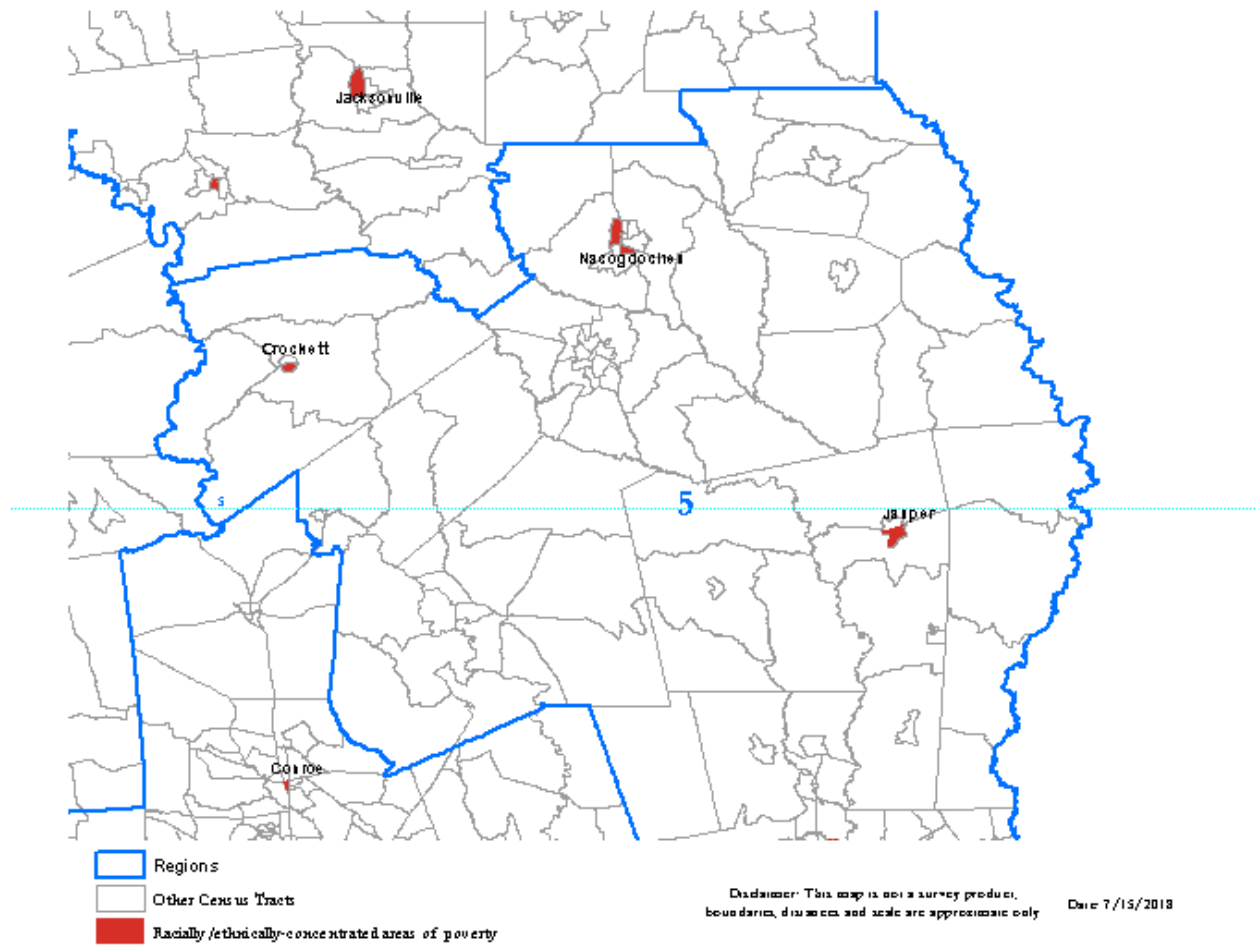 Jacksonville
Nacogdoches
Crockett
5
5
Jasper
Conroe
Regions
Other Census Tracts
Racially/ethnically-concentrated areas of poverty
Disclaimer: This map is not a survey product,
boundaries, distances and scale are approximate only
Date 7/15/2018